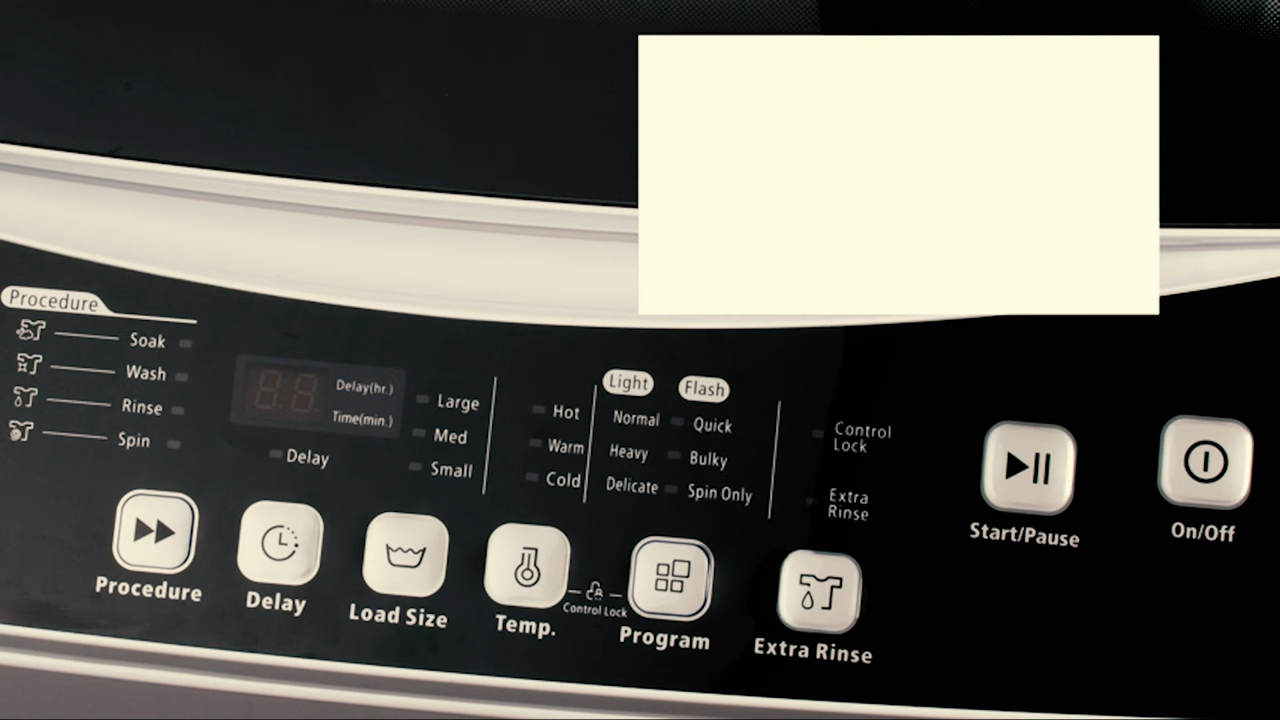 Procedure
Soak
Wash
Rinse
Spin
88
Delay(hr.)
Time(min.)
Delay
Large
Med
Small
Hot
Warm
Cold
Light Flash
Normal Quick
Heavy Bulky
Delicate Spin Only
Control
Lock
Extra
Rinse
Procedure
Delay
Load Size
Temp.
Control Lock
Program
Extra Rinse
Start/Pause
On/Off